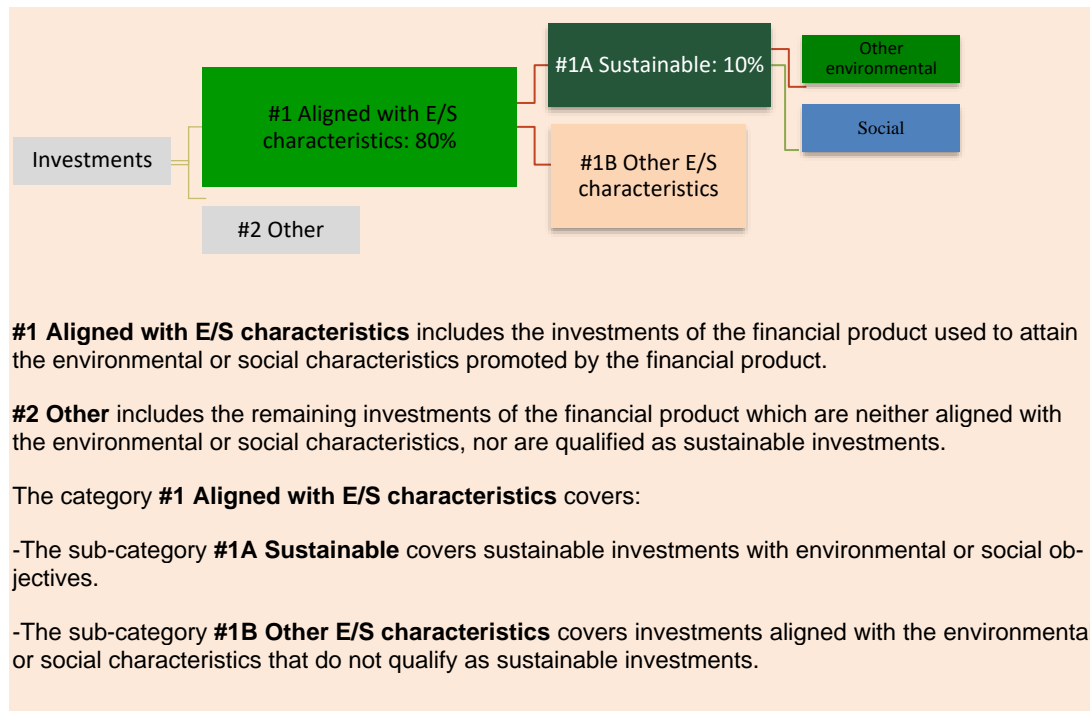 Other
environmental
#1A Sustainable: 10%
#1 Aligned with E/S
characteristics: 80%
Social
Investments
#1B Other E/S
characteristics
#2 Other
#1 Aligned with E/S characteristics includes the investments of the financial product used to attain
the environmental or social characteristics promoted by the financial product.
#2 Other includes the remaining investments of the financial product which are neither aligned with
the environmental or social characteristics, nor are qualified as sustainable investments.
The category #1 Aligned with E/S characteristics covers:
-The sub-category #1A Sustainable covers sustainable investments with environmental or social ob-
jectives.
-The sub-category #1B Other E/S characteristics covers investments aligned with the environmenta
or social characteristics that do not qualify as sustainable investments.